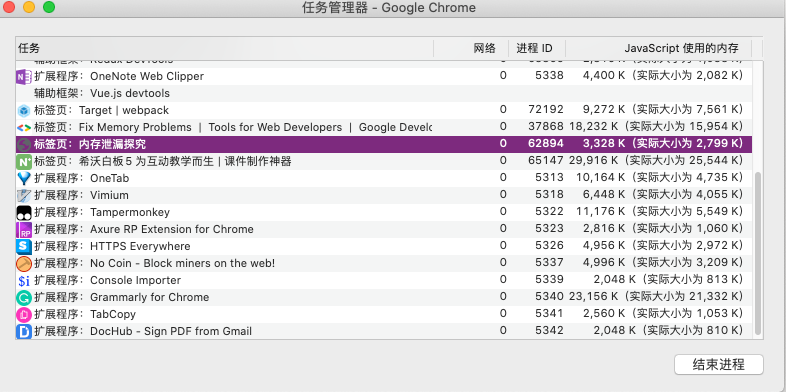 任务管理器 - Google Chrome
任务 网络 进程 ID JavaScript 使用的内存
扩展程序：OneNote Web Clipper 0 5338 4,400 K（实际大小为 2,082 K）
辅助框架：Vue.js devtools
标签页：Target | webpack 0 72192 9,272 K（实际大小为 7,561 K）
标签页：Fix Memory Problems | Tools for Web Developers | Google Develc 0 37868 18,232 K（实际大小为 15,954 K）
标签页：内存泄漏探究 0 62894 3,328 K（实际大小为 2,799 K）
标签页：希沃白板 5 为互动教学而生 | 课件制作神器 0 65147 29,916 K（实际大小为 25,544 K）
扩展程序：OneTab 0 5313 10,164 K（实际大小为 4,735 K）
扩展程序：Vimium 0 5318 6,448 K（实际大小为 4,055 K）
扩展程序：Tampermonkey 0 5322 11,176 K（实际大小为 5,549 K）
扩展程序：Axure RP Extension for Chrome 0 5323 2,816 K（实际大小为 1,060 K）
扩展程序：HTTPS Everywhere 0 5326 4,956 K（实际大小为 2,972 K）
扩展程序：No Coin - Block miners on the web! 0 5337 4,996 K（实际大小为 3,209 K）
扩展程序：Console Importer 0 5339 2,048 K（实际大小为 813 K）
扩展程序：Grammarly for Chrome 0 5340 23,156 K（实际大小为 21,332 K）
扩展程序：TabCopy 0 5341 2,560 K（实际大小为 1,053 K）
扩展程序：DocHub - Sign PDF from Gmail 0 5342 2,048 K（实际大小为 810 K）
结束进程